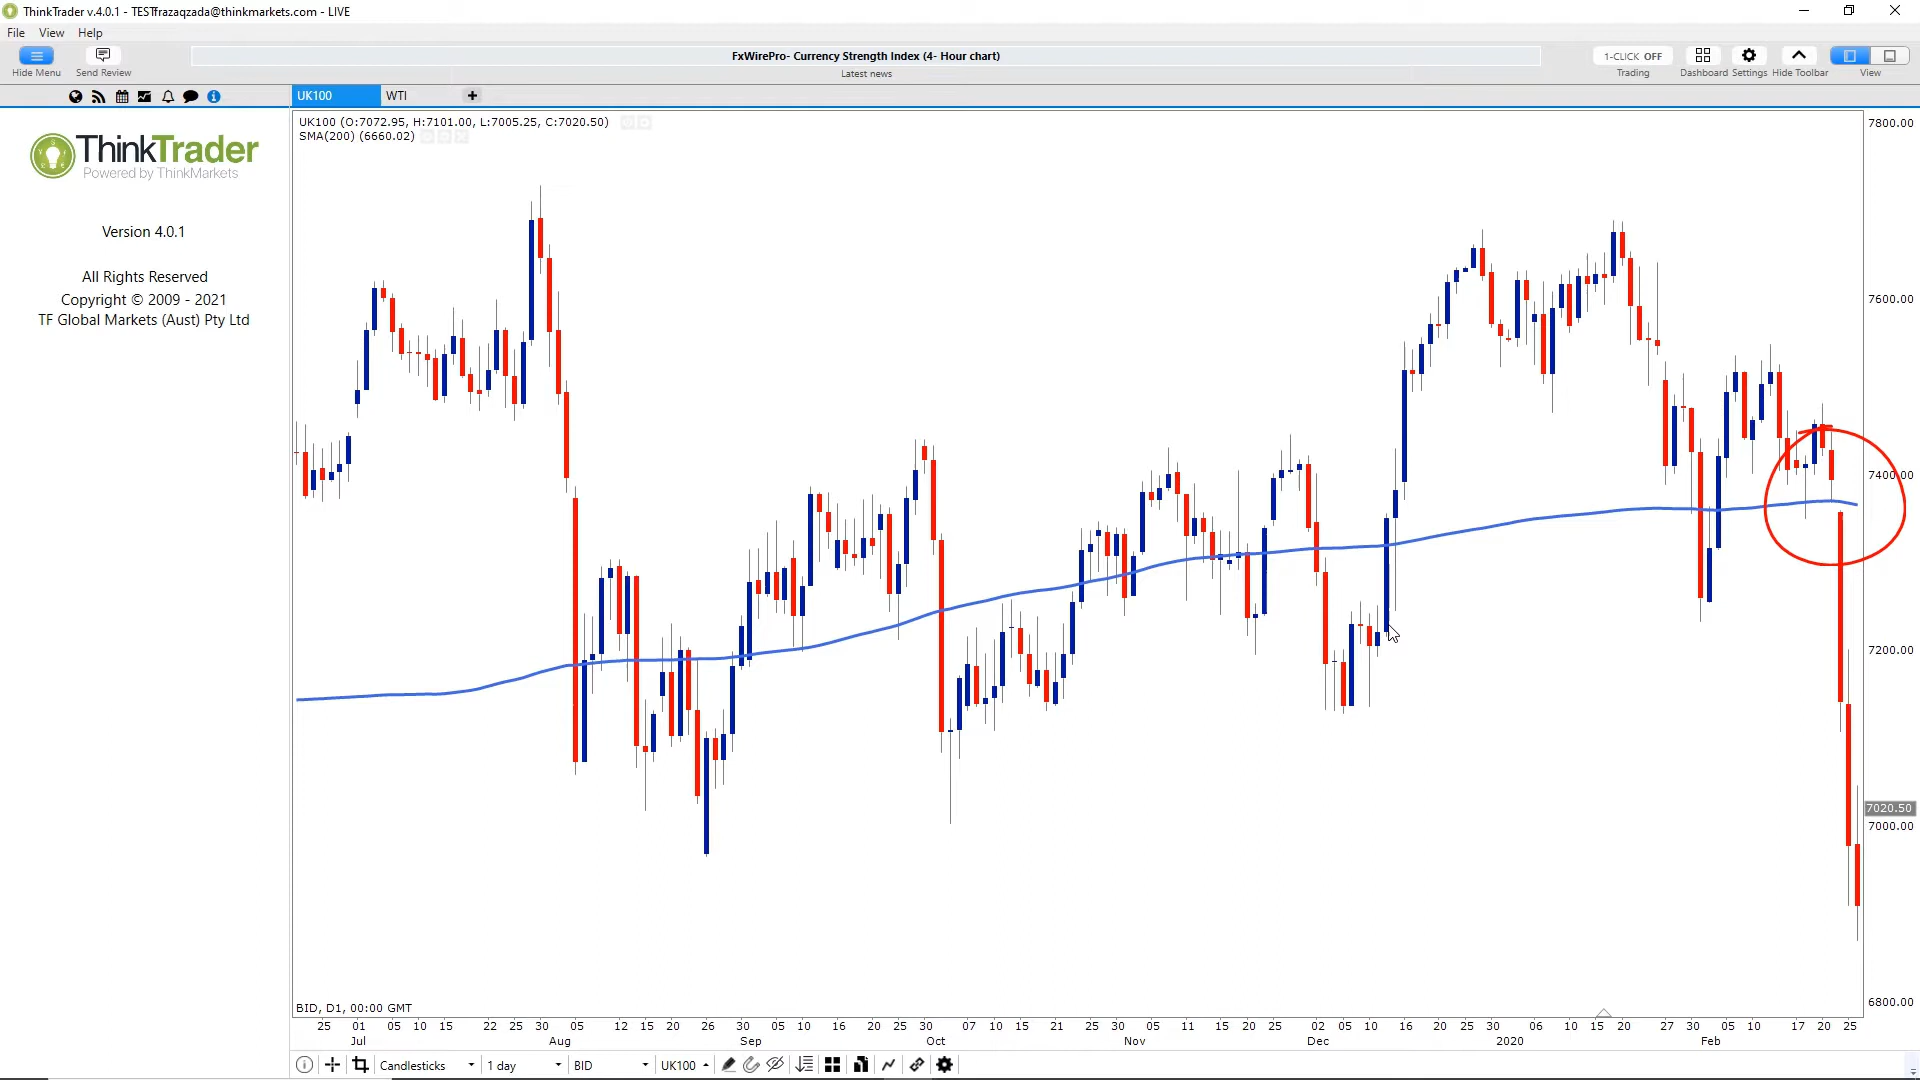 ThinkTrader v.4.0.1 - TESTfrazaqzada@thinkmarkets.com - LIVE
File View Help
FxWirePro- Currency Strength Index (4- Hour chart)
1-CLICK OFF
Hide Menu Send Review Latest news Trading Dashboard Settings Hide Toolbar View
UK100 WTI
ThinkTrader
Powered by ThinkMarkets
Version 4.0.1
All Rights Reserved
Copyright © 2009 - 2021
TF Global Markets (Aust) Pty Ltd
UK100 (O:7072.95, H:7101.00, L:7005.25, C:7020.50)
SMA(200) (6660.02)
7800.00
7600.00
7400.00
7200.00
7020.50
7000.00
6800.00
BID, D1, 00:00 GMT
25 01 05 10 15 22 25 30 05 12 15 20 26 30 05 10 16 20 25 30 07 10 15 21 25 30 05 11 15 20 25 02 05 10 16 20 25 30 06 10 15 20 27 30 05 10 17 20 25
Jul Aug Sep Oct Nov Dec 2020 Feb
Candlesticks 1 day BID UK100